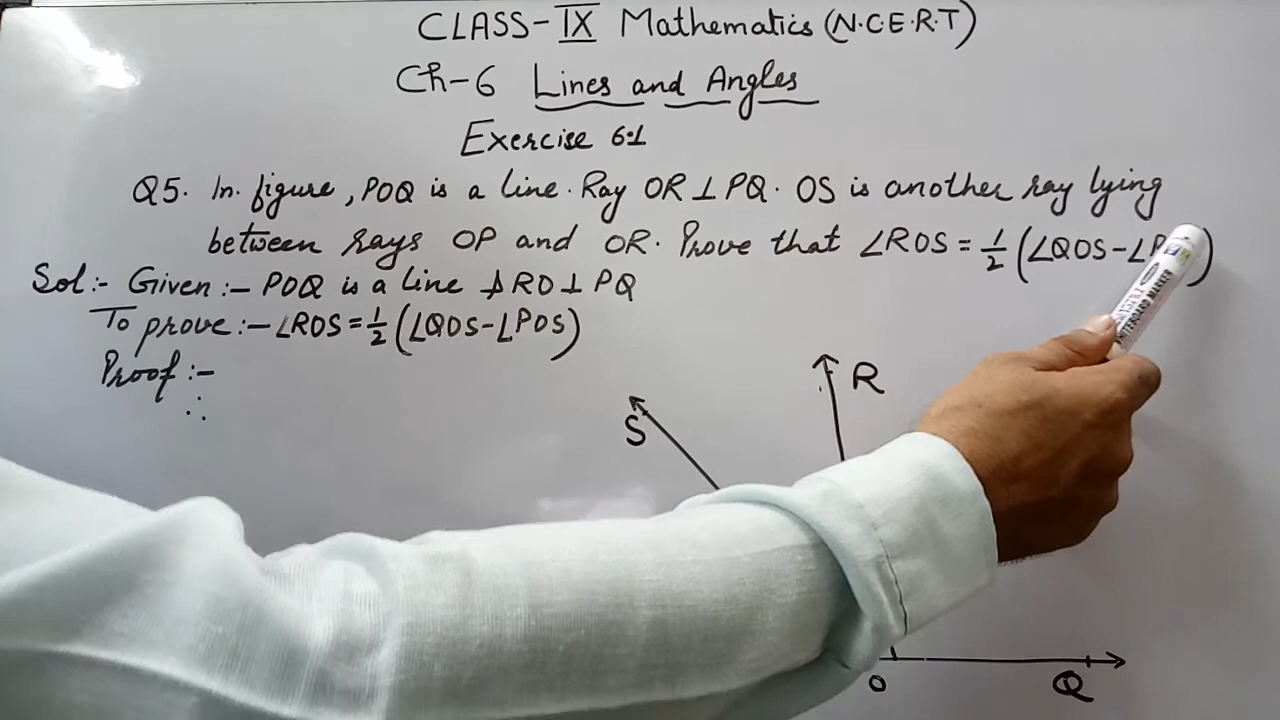 CLASS-IX Mathematics (N.C.E.R.T)
Ch-6 Lines and Angles
Exercise 6.1
Q5. In figure, POQ is a line. Ray OR ⊥ PQ. OS is another ray lying
between rays OP and OR. Prove that ∠ROS = 1/2 (∠QOS-∠P )
Sol:- Given:- POQ is a line & RO ⊥ PQ
To prove:- ∠ROS = 1/2 (∠QOS-∠POS)
Proof:-
∴
R
S
O
Q